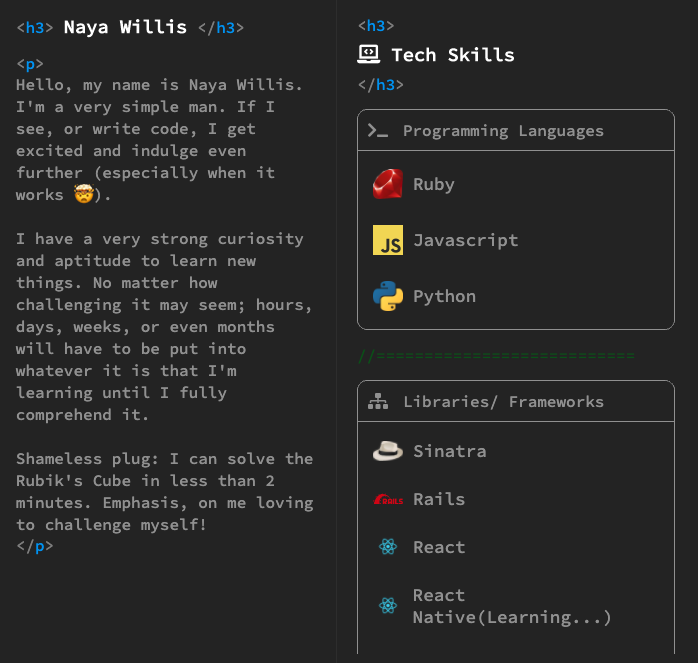 <h3> Naya Willis </h3>
<p>
Hello, my name is Naya Willis.
I'm a very simple man. If I
see, or write code, I get
excited and indulge even
further (especially when it
works 🤯).
I have a very strong curiosity
and aptitude to learn new
things. No matter how
challenging it may seem; hours,
days, weeks, or even months
will have to be put into
whatever it is that I'm
learning until I fully
comprehend it.
Shameless plug: I can solve the
Rubik's Cube in less than 2
minutes. Emphasis, on me loving
to challenge myself!
</p>
<h3>
Tech Skills
</h3>
Programming Languages
Ruby
JS Javascript
Python
//===========================
Libraries/ Frameworks
Sinatra
RAILS Rails
React
React
Native(Learning...)